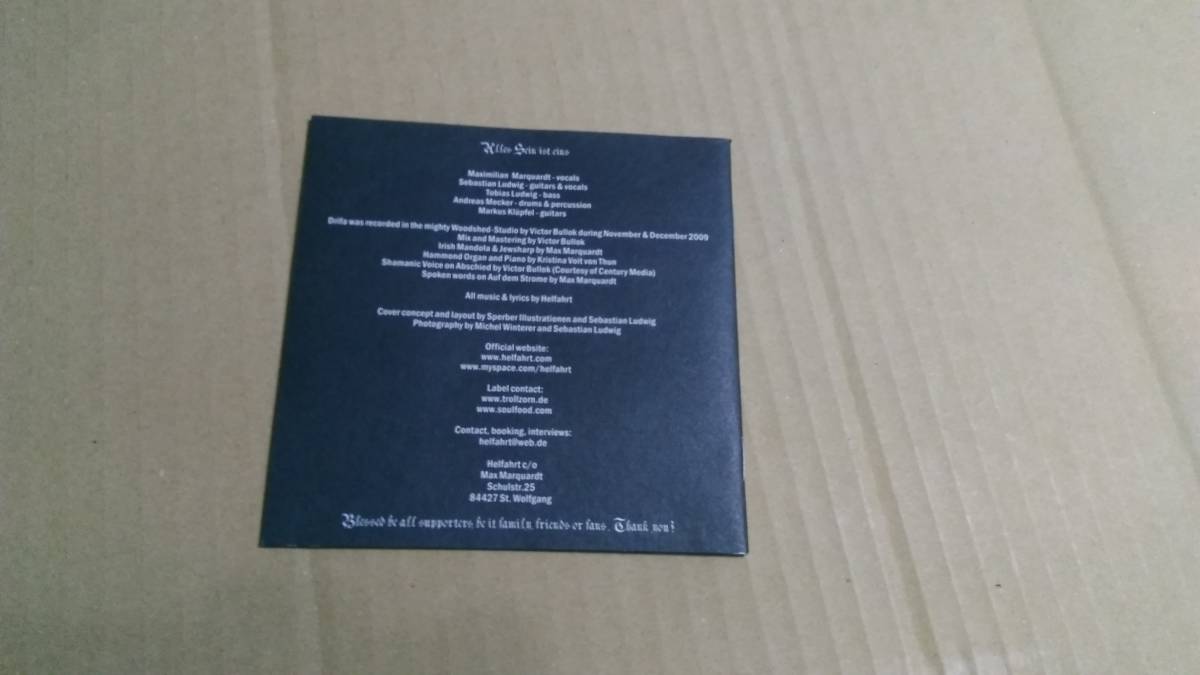 Alles Sein ist eins
Maximilian Marquardt - vocals
Sebastian Ludwig - guitars & vocals
Tobias Ludwig - bass
Andreas Mecker - drums & percussion
Markus Klüpfel - guitars
Drifa was recorded in the mighty Woodshed-Studio by Victor Bullok during November & December 2009
Mix and Mastering by Victor Bullok
Irish Mandola & Jewsharp by Max Marquardt
Hammond Organ and Piano by Kristina Voit von Thun
Shamanic Voice on Abschied by Victor Bullok (Courtesy of Century Media)
Spoken words on Auf dem Strome by Max Marquardt
All music & lyrics by Helfahrt
Cover concept and layout by Sperber Illustrationen and Sebastian Ludwig
Photography by Michel Winterer and Sebastian Ludwig
Official website:
www.helfahrt.com
www.myspace.com/helfahrt
Label contact:
www.trollzorn.de
www.soulfood.com
Contact, booking, interviews:
helfahrt@web.de
Helfahrt c/o
Max Marquardt
Schulstr.25
84427 St. Wolfgang
Blessed be all supporters, be it family, friends or fans. Thank you!